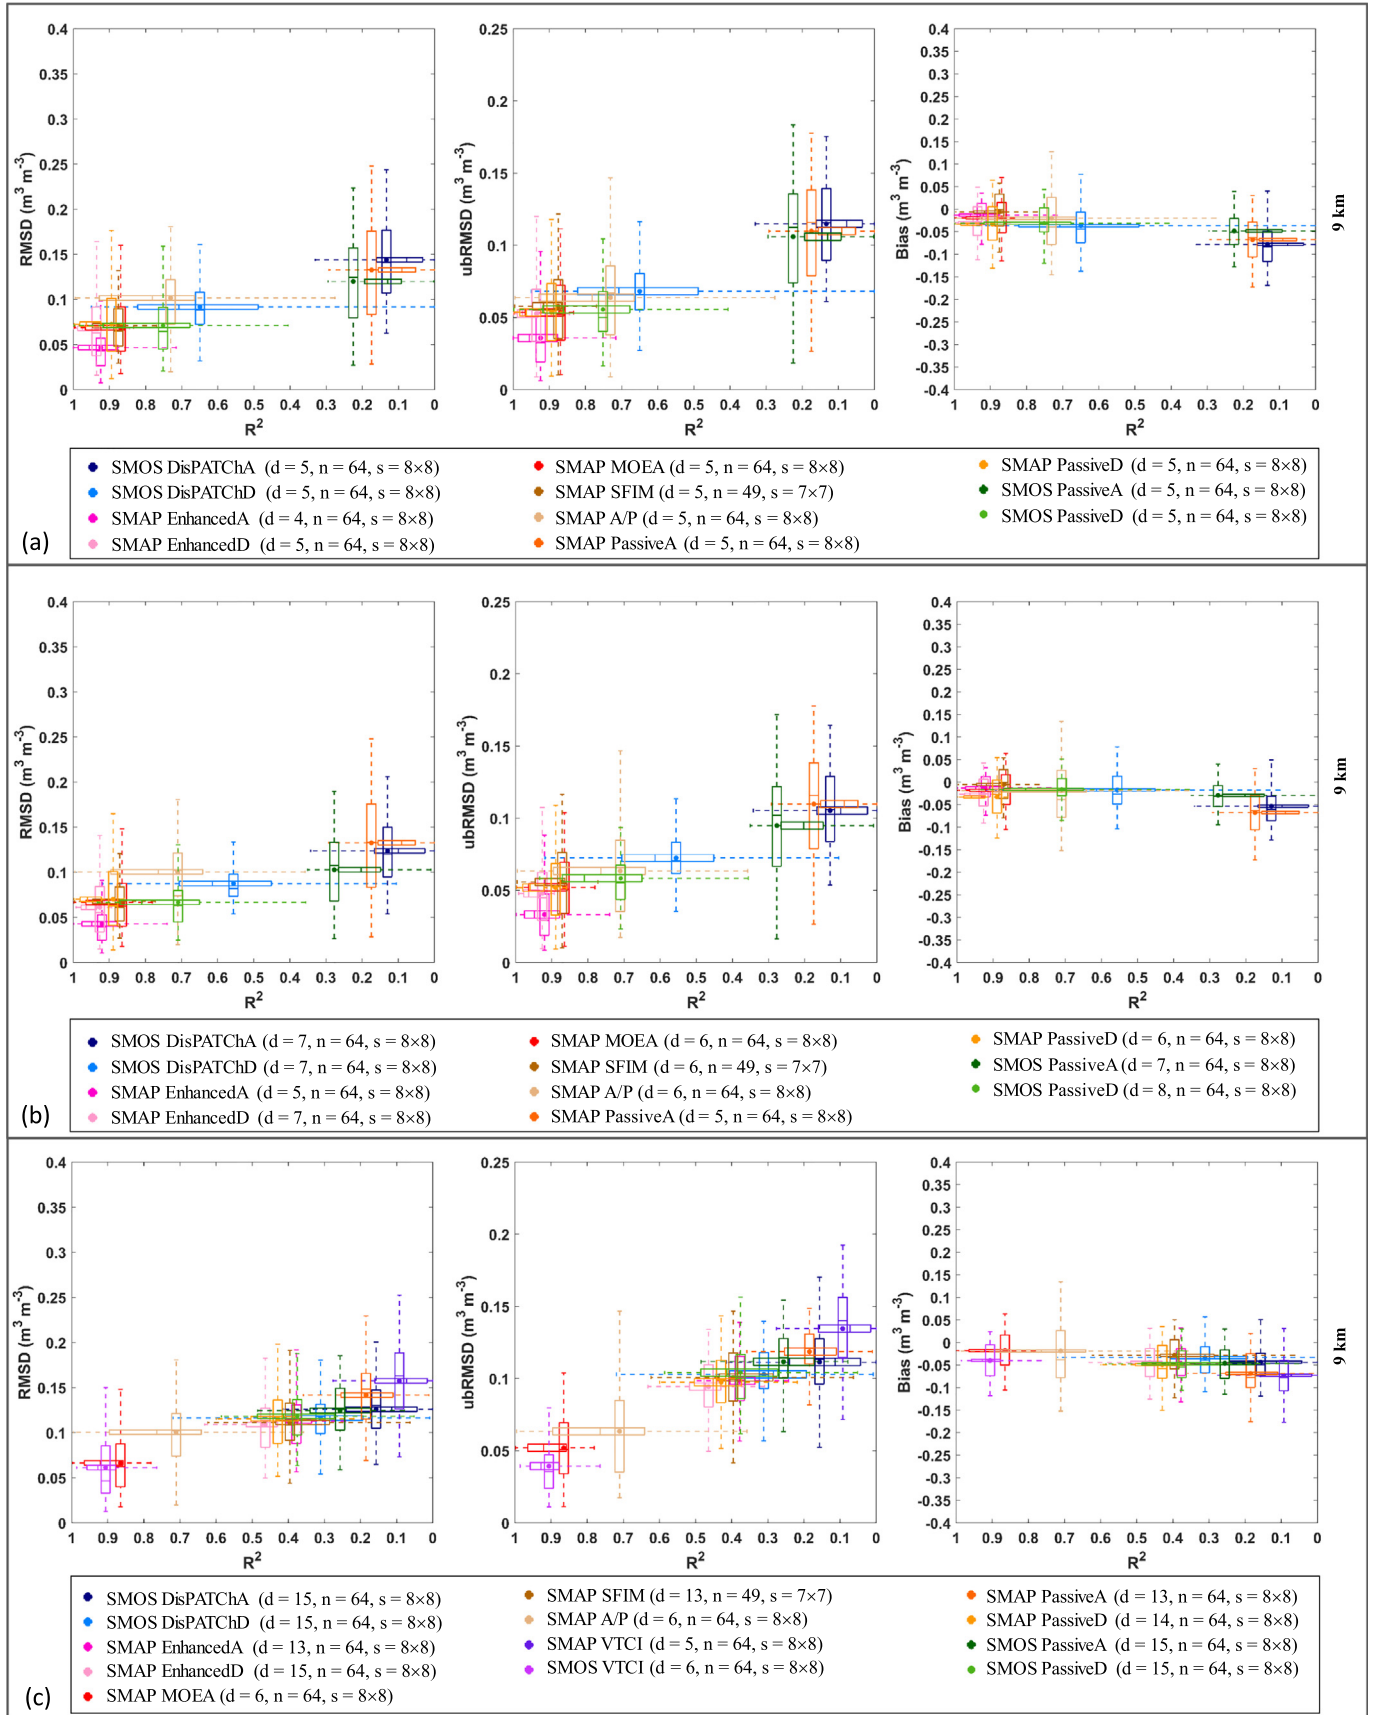 0.4
0.35
0.3
0.25
0.2
0.15
0.1
0.05
0
RMSD (m³ m⁻³)
1 0.9 0.8 0.7 0.6 0.5 0.4 0.3 0.2 0.1 0
R²
0.25
0.2
0.15
0.1
0.05
0
ubRMSD (m³ m⁻³)
1 0.9 0.8 0.7 0.6 0.5 0.4 0.3 0.2 0.1 0
R²
0.4
0.35
0.3
0.25
0.2
0.15
0.1
0.05
0
-0.05
-0.1
-0.15
-0.2
-0.25
-0.3
-0.35
-0.4
Bias (m³ m⁻³)
1 0.9 0.8 0.7 0.6 0.5 0.4 0.3 0.2 0.1 0
R²
9 km
SMOS DisPATChA (d = 5, n = 64, s = 8×8)
SMOS DisPATChD (d = 5, n = 64, s = 8×8)
SMAP EnhancedA (d = 4, n = 64, s = 8×8)
SMAP EnhancedD (d = 5, n = 64, s = 8×8)
SMAP MOEA (d = 5, n = 64, s = 8×8)
SMAP SFIM (d = 5, n = 49, s = 7×7)
SMAP A/P (d = 5, n = 64, s = 8×8)
SMAP PassiveA (d = 5, n = 64, s = 8×8)
SMAP PassiveD (d = 5, n = 64, s = 8×8)
SMOS PassiveA (d = 5, n = 64, s = 8×8)
SMOS PassiveD (d = 5, n = 64, s = 8×8)
(a)
0.4
0.35
0.3
0.25
0.2
0.15
0.1
0.05
0
RMSD (m³ m⁻³)
1 0.9 0.8 0.7 0.6 0.5 0.4 0.3 0.2 0.1 0
R²
0.25
0.2
0.15
0.1
0.05
0
ubRMSD (m³ m⁻³)
1 0.9 0.8 0.7 0.6 0.5 0.4 0.3 0.2 0.1 0
R²
0.4
0.35
0.3
0.25
0.2
0.15
0.1
0.05
0
-0.05
-0.1
-0.15
-0.2
-0.25
-0.3
-0.35
-0.4
Bias (m³ m⁻³)
1 0.9 0.8 0.7 0.6 0.5 0.4 0.3 0.2 0.1 0
R²
9 km
SMOS DisPATChA (d = 7, n = 64, s = 8×8)
SMOS DisPATChD (d = 7, n = 64, s = 8×8)
SMAP EnhancedA (d = 5, n = 64, s = 8×8)
SMAP EnhancedD (d = 7, n = 64, s = 8×8)
SMAP MOEA (d = 6, n = 64, s = 8×8)
SMAP SFIM (d = 6, n = 49, s = 7×7)
SMAP A/P (d = 6, n = 64, s = 8×8)
SMAP PassiveA (d = 5, n = 64, s = 8×8)
SMAP PassiveD (d = 6, n = 64, s = 8×8)
SMOS PassiveA (d = 7, n = 64, s = 8×8)
SMOS PassiveD (d = 8, n = 64, s = 8×8)
(b)
0.4
0.35
0.3
0.25
0.2
0.15
0.1
0.05
0
RMSD (m³ m⁻³)
1 0.9 0.8 0.7 0.6 0.5 0.4 0.3 0.2 0.1 0
R²
0.25
0.2
0.15
0.1
0.05
0
ubRMSD (m³ m⁻³)
1 0.9 0.8 0.7 0.6 0.5 0.4 0.3 0.2 0.1 0
R²
0.4
0.35
0.3
0.25
0.2
0.15
0.1
0.05
0
-0.05
-0.1
-0.15
-0.2
-0.25
-0.3
-0.35
-0.4
Bias (m³ m⁻³)
1 0.9 0.8 0.7 0.6 0.5 0.4 0.3 0.2 0.1 0
R²
9 km
SMOS DisPATChA (d = 15, n = 64, s = 8×8)
SMOS DisPATChD (d = 15, n = 64, s = 8×8)
SMAP EnhancedA (d = 13, n = 64, s = 8×8)
SMAP EnhancedD (d = 15, n = 64, s = 8×8)
SMAP MOEA (d = 6, n = 64, s = 8×8)
SMAP SFIM (d = 13, n = 49, s = 7×7)
SMAP A/P (d = 6, n = 64, s = 8×8)
SMAP VTCI (d = 5, n = 64, s = 8×8)
SMOS VTCI (d = 6, n = 64, s = 8×8)
SMAP PassiveA (d = 13, n = 64, s = 8×8)
SMAP PassiveD (d = 14, n = 64, s = 8×8)
SMOS PassiveA (d = 15, n = 64, s = 8×8)
SMOS PassiveD (d = 15, n = 64, s = 8×8)
(c)